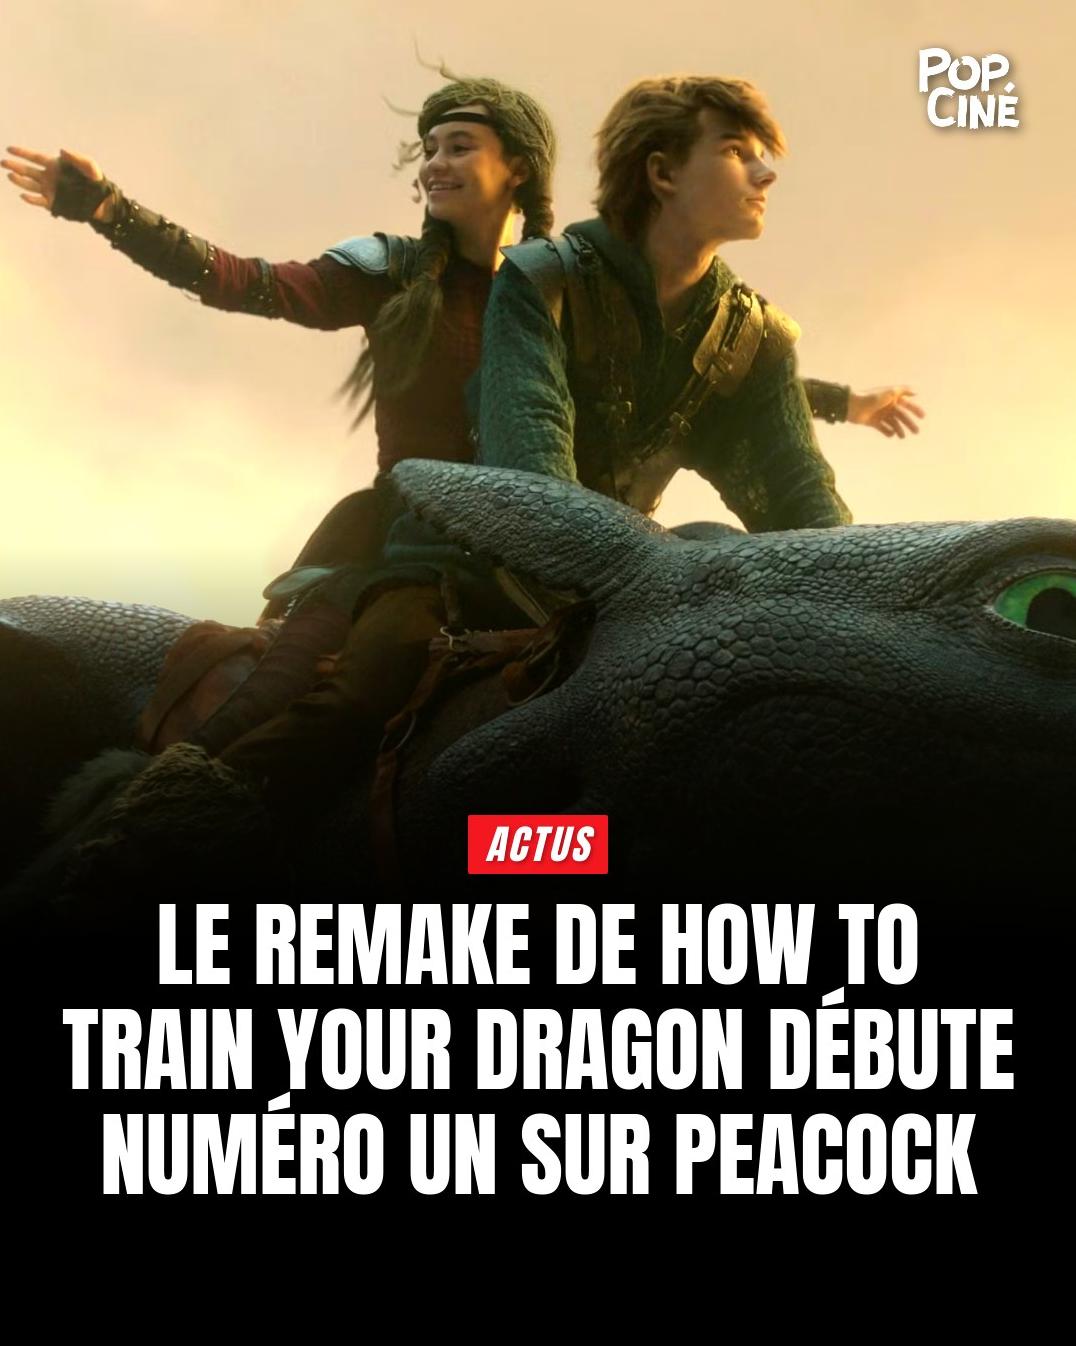 POP.
CINÉ
ACTUS
LE REMAKE DE HOW TO
TRAIN YOUR DRAGON DÉBUTE
NUMÉRO UN SUR PEACOCK